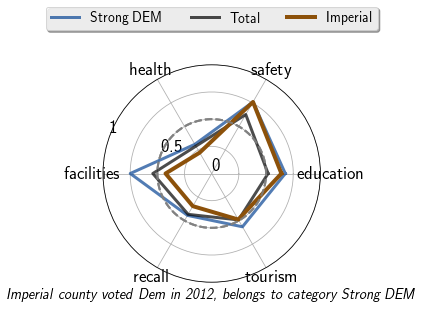 Strong DEM Total Imperial
health safety
1
0.5
0
facilities education
recall tourism
Imperial county voted Dem in 2012, belongs to category Strong DEM